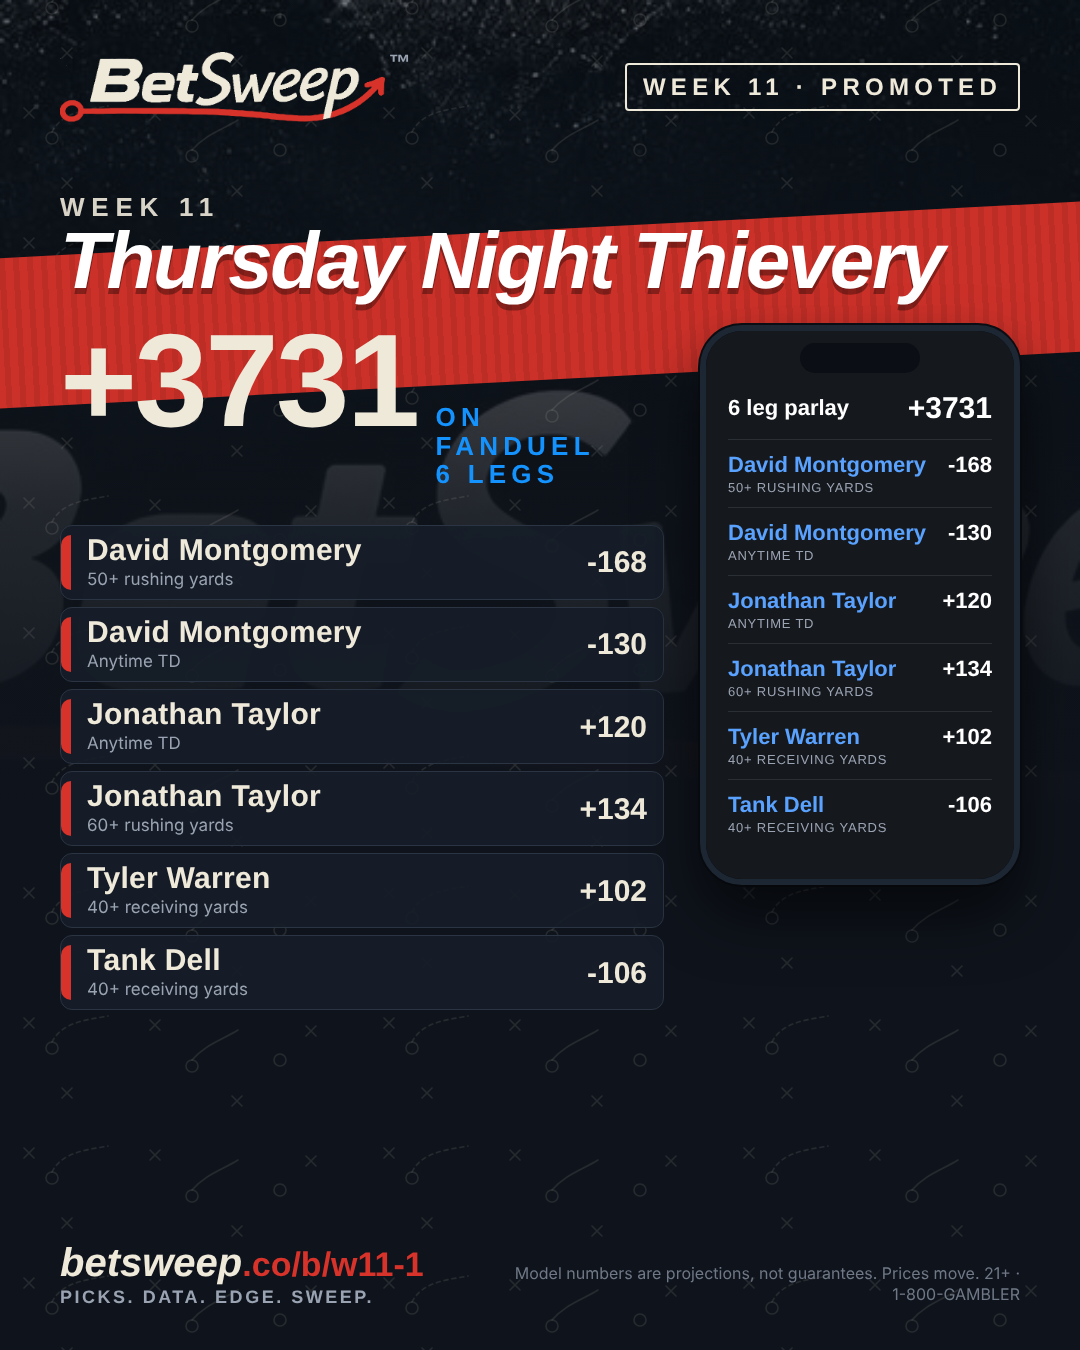 BetSweep™
WEEK 11 · PROMOTED
WEEK 11
Thursday Night Thievery
+3731
ON
FANDUEL
6 LEGS
David Montgomery -168
50+ rushing yards
David Montgomery -130
Anytime TD
Jonathan Taylor +120
Anytime TD
Jonathan Taylor +134
60+ rushing yards
Tyler Warren +102
40+ receiving yards
Tank Dell -106
40+ receiving yards
6 leg parlay +3731
David Montgomery -168
50+ RUSHING YARDS
David Montgomery -130
ANYTIME TD
Jonathan Taylor +120
ANYTIME TD
Jonathan Taylor +134
60+ RUSHING YARDS
Tyler Warren +102
40+ RECEIVING YARDS
Tank Dell -106
40+ RECEIVING YARDS
betsweep.co/b/w11-1
PICKS. DATA. EDGE. SWEEP.
Model numbers are projections, not guarantees. Prices move. 21+ ·
1-800-GAMBLER